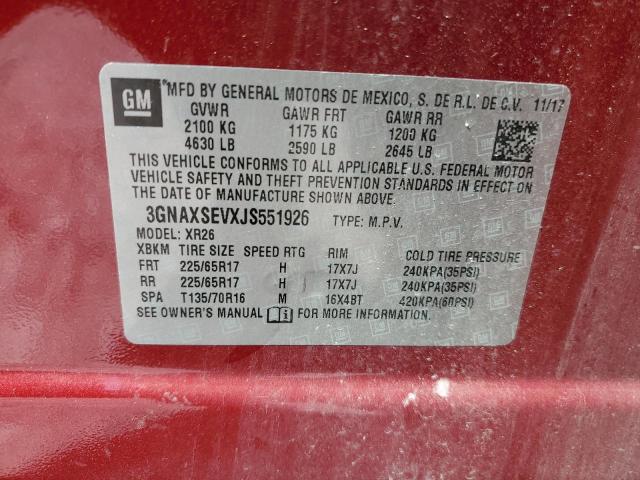 GM
*MFD BY GENERAL MOTORS DE MEXICO, S. DE R.L. DE C.V. 11/17
GVWR GAWR FRT GAWR RR
2100 KG 1175 KG 1200 KG
4630 LB 2590 LB 2645 LB
THIS VEHICLE CONFORMS TO ALL APPLICABLE U.S. FEDERAL MOTOR
VEHICLE SAFETY AND THEFT PREVENTION STANDARDS IN EFFECT ON
THE DATE OF MANUFACTURE SHOWN ABOVE.
3GNAXSEVXJS551926 TYPE: M.P.V.
MODEL: XR26
XBKM TIRE SIZE SPEED RTG RIM COLD TIRE PRESSURE
FRT 225/65R17 H 17X7J 240KPA(35PSI)
RR 225/65R17 H 17X7J 240KPA(35PSI)
SPA T135/70R16 M 16X4BT 420KPA(60PSI)
SEE OWNER'S MANUAL FOR MORE INFORMATION.